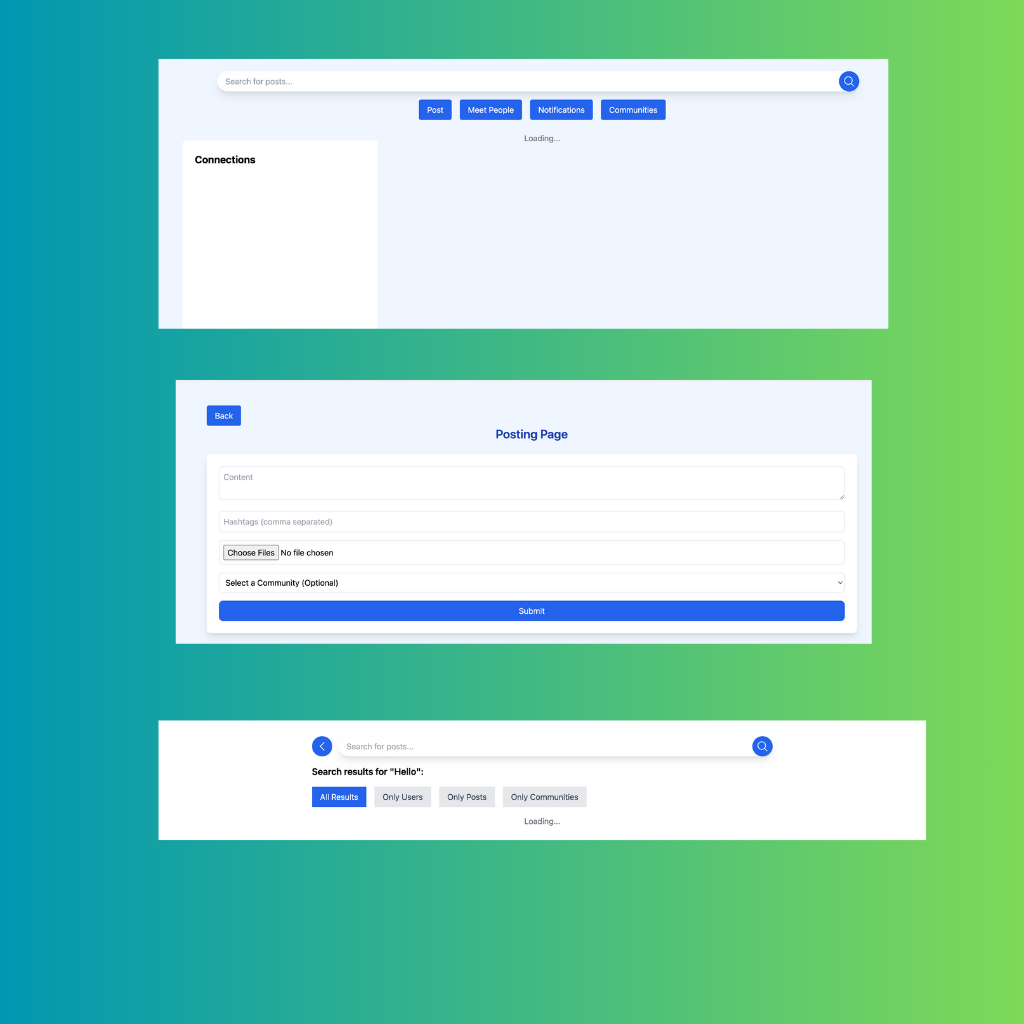 Search for posts...
Post Meet People Notifications Communities
Loading...
Connections
Back
Posting Page
Content
Hashtags (comma separated)
Choose Files No file chosen
Select a Community (Optional)
Submit
Search for posts...
Search results for "Hello":
All Results Only Users Only Posts Only Communities
Loading...